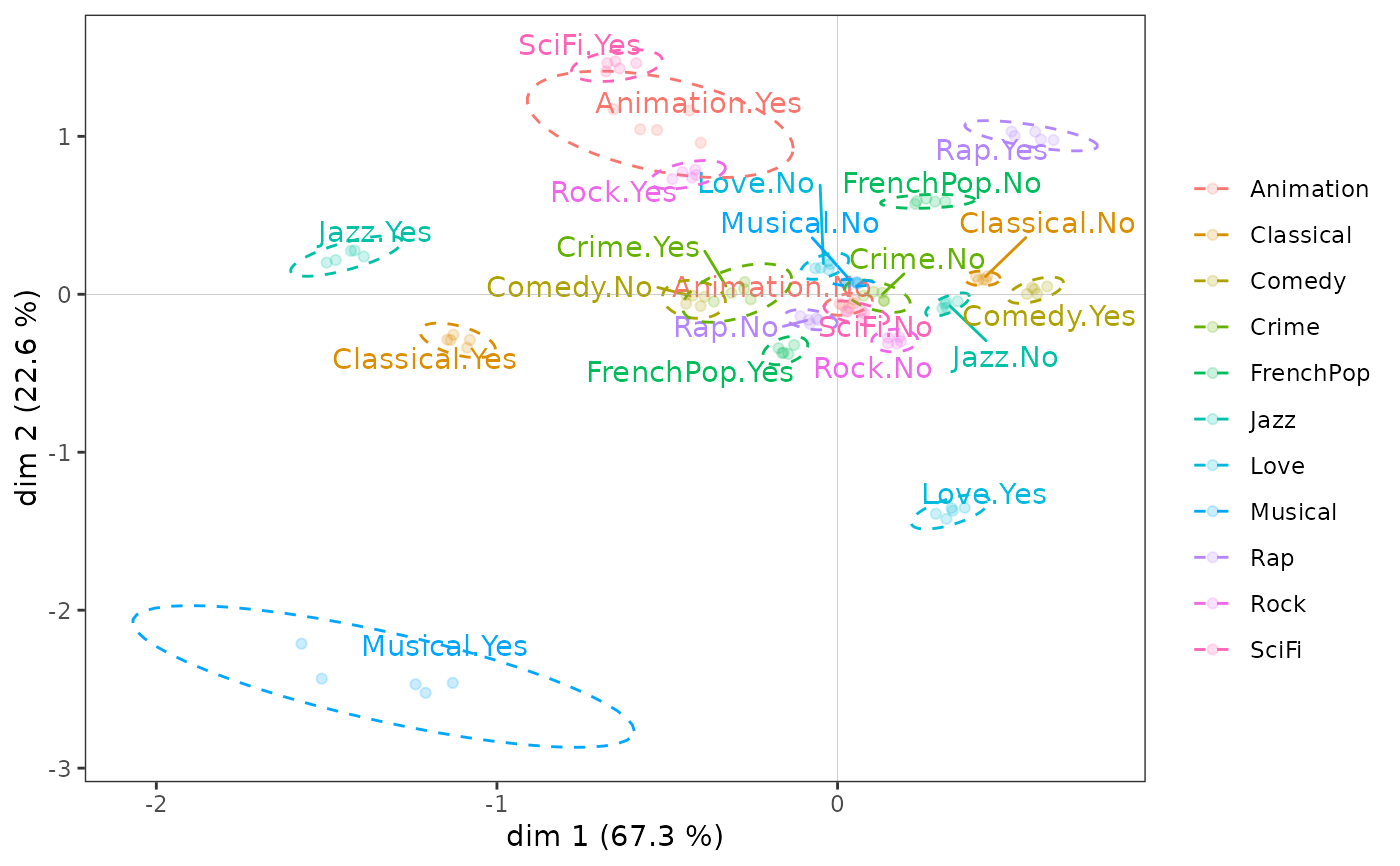 SciFi.Yes
Animation.Yes
Rap.Yes
Rock.Yes
Love.No
FrenchPop.No
Musical.No
Classical.No
Jazz.Yes
Crime.Yes
Crime.No
Comedy.No
Animation.No
Comedy.Yes
Rap.No
SciFi.No
Classical.Yes
Jazz.No
FrenchPop.Yes
Rock.No
Love.Yes
Musical.Yes
1
0
-1
-2
-3
-2
-1
0
dim 1 (67.3 %)
dim 2 (22.6 %)
Animation
Classical
Comedy
Crime
FrenchPop
Jazz
Love
Musical
Rap
Rock
SciFi